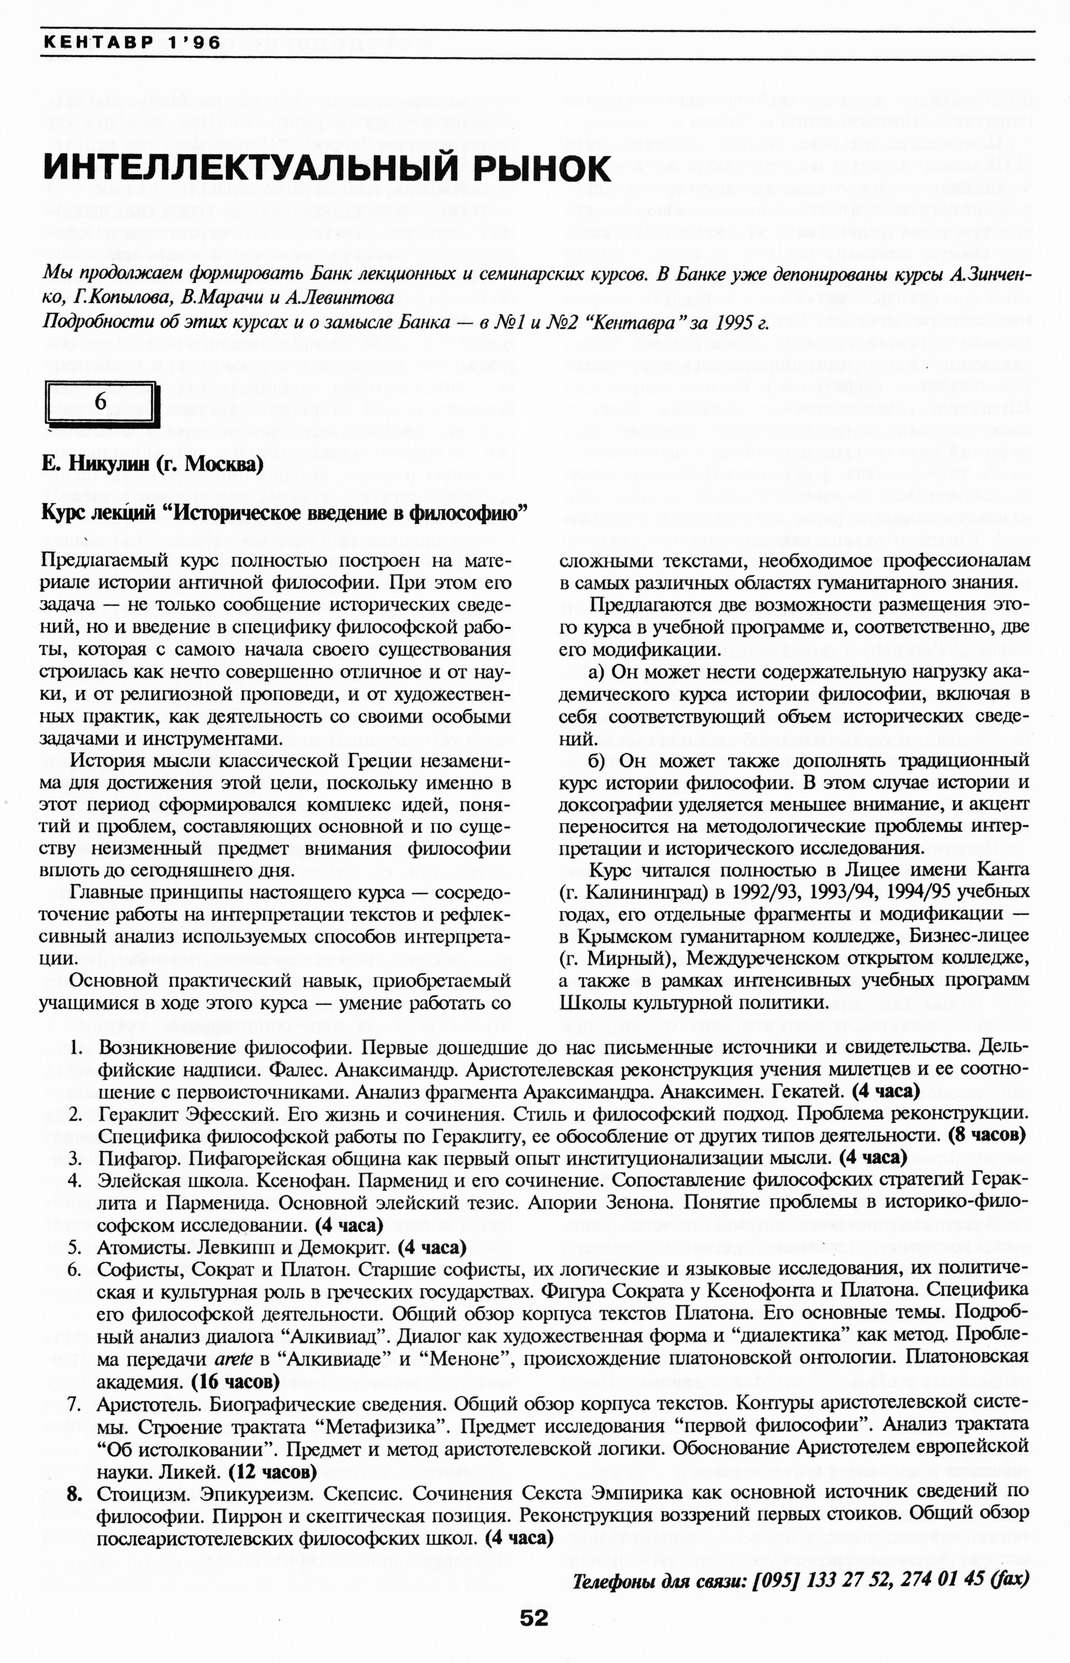 КЕНТАВР 1’96
ИНТЕЛЛЕКТУАЛЬНЫЙ РЫНОК
Мы продолжаем формировать Банк лекционных и семинарских курсов. В Банке уже депонированы курсы А.Зинчен-
ко, Г.Копылова, В.Марачи и А.Левинтова
Подробности об этих курсах и о замысле Банка — в №1 и №2 “Кентавра” за 1995 г.
6
Е. Никулин (г. Москва)
Курс лекций “Историческое введение в философию”
Предлагаемый курс полностью построен на мате-
риале истории античной философии. При этом его
задача — не только сообщение исторических сведе-
ний, но и введение в специфику философской рабо-
ты, которая с самого начала своего существования
строилась как нечто совершенно отличное и от нау-
ки, и от религиозной проповеди, и от художествен-
ных практик, как деятельность со своими особыми
задачами и инструментами.
История мысли классической Греции незамени-
ма для достижения этой цели, поскольку именно в
этот период сформировался комплекс идей, поня-
тий и проблем, составляющих основной и по суще-
ству неизменный предмет внимания философии
вплоть до сегодняшнего дня.
Главные принципы настоящего курса — сосредо-
точение работы на интерпретации текстов и рефлек-
сивный анализ используемых способов интерпрета-
ции.
Основной практический навык, приобретаемый
учащимися в ходе этого курса — умение работать со
сложными текстами, необходимое профессионалам
в самых различных областях гуманитарного знания.
Предлагаются две возможности размещения это-
го курса в учебной программе и, соответственно, две
его модификации.
а) Он может нести содержательную нагрузку ака-
демического курса истории философии, включая в
себя соответствующий объем исторических сведе-
ний.
б) Он может также дополнять традиционный
курс истории философии. В этом случае истории и
доксографии уделяется меньшее внимание, и акцент
переносится на методологические проблемы интер-
претации и исторического исследования.
Курс читался полностью в Лицее имени Канта
(г. Калининград) в 1992/93, 1993/94, 1994/95 учебных
годах, его отдельные фрагменты и модификации —
в Крымском гуманитарном колледже, Бизнес-лицее
(г. Мирный), Междуреченском открытом колледже,
а также в рамках интенсивных учебных программ
Школы культурной политики.
1. Возникновение философии. Первые дошедшие до нас письменные источники и свидетельства. Дель-
фийские надписи. Фалес. Анаксимандр. Аристотелевская реконструкция учения милетцев и ее соотно-
шение с первоисточниками. Анализ фрагмента Араксимандра. Анаксимен. Гекатей. (4 часа)
2. Гераклит Эфесский. Его жизнь и сочинения. Стиль и философский подход. Проблема реконструкции.
Специфика философской работы по Гераклиту, ее обособление от других типов деятельности. (8 часов)
3. Пифагор. Пифагорейская община как первый опыт институционализации мысли. (4 часа)
4. Элейская школа. Ксенофан. Парменид и его сочинение. Сопоставление философских стратегий Герак-
лита и Парменида. Основной элейский тезис. Апории Зенона. Понятие проблемы в историко-фило-
софском исследовании. (4 часа)
5. Атомисты. Левкипп и Демокрит. (4 часа)
6. Софисты, Сократ и Платон. Старшие софисты, их логические и языковые исследования, их политиче-
ская и культурная роль в греческих государствах. Фигура Сократа у Ксенофонта и Платона. Специфика
его философской деятельности. Общий обзор корпуса текстов Платона. Его основные темы. Подроб-
ный анализ диалога “Алкивиад”. Диалог как художественная форма и “диалектика” как метод. Пробле-
ма передачи arete в “Алкивиаде” и “Меноне”, происхождение платоновской онтологии. Платоновская
академия. (16 часов)
7. Аристотель. Биографические сведения. Общий обзор корпуса текстов. Контуры аристотелевской систе-
мы. Строение трактата “Метафизика”. Предмет исследования “первой философии”. Анализ трактата
“Об истолковании”. Предмет и метод аристотелевской логики. Обоснование Аристотелем европейской
науки. Ликей. (12 часов)
8. Стоицизм. Эпикуреизм. Скепсис. Сочинения Секста Эмпирика как основной источник сведений по
философии. Пиррон и скептическая позиция. Реконструкция воззрений первых стоиков. Общий обзор
послеаристотелевских философских школ. (4 часа)
Телефоны для связи: [095] 133 27 52, 274 01 45 (fax)
52